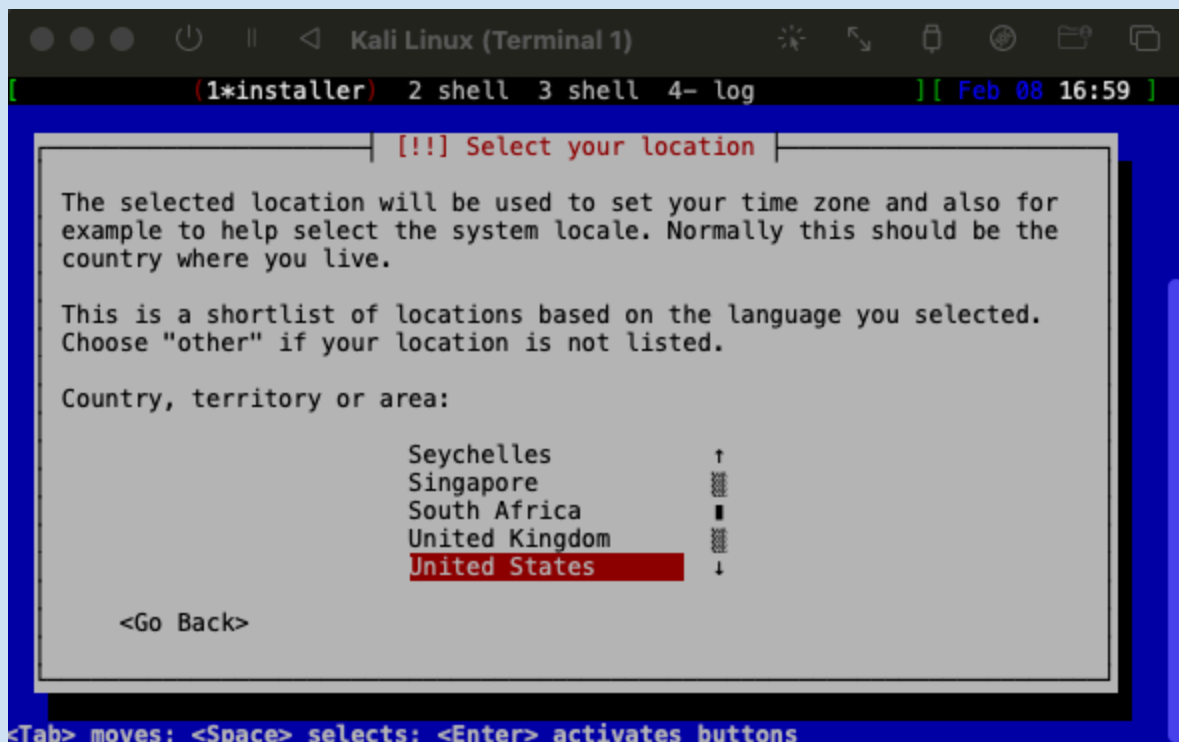 Kali Linux (Terminal 1)
[ (1*installer) 2 shell 3 shell 4- log ][ Feb 08 16:59 ]
[!!] Select your location
The selected location will be used to set your time zone and also for
example to help select the system locale. Normally this should be the
country where you live.
This is a shortlist of locations based on the language you selected.
Choose "other" if your location is not listed.
Country, territory or area:
Seychelles ↑
Singapore
South Africa
United Kingdom
United States ↓
<Go Back>
<Tab> moves; <Space> selects; <Enter> activates buttons